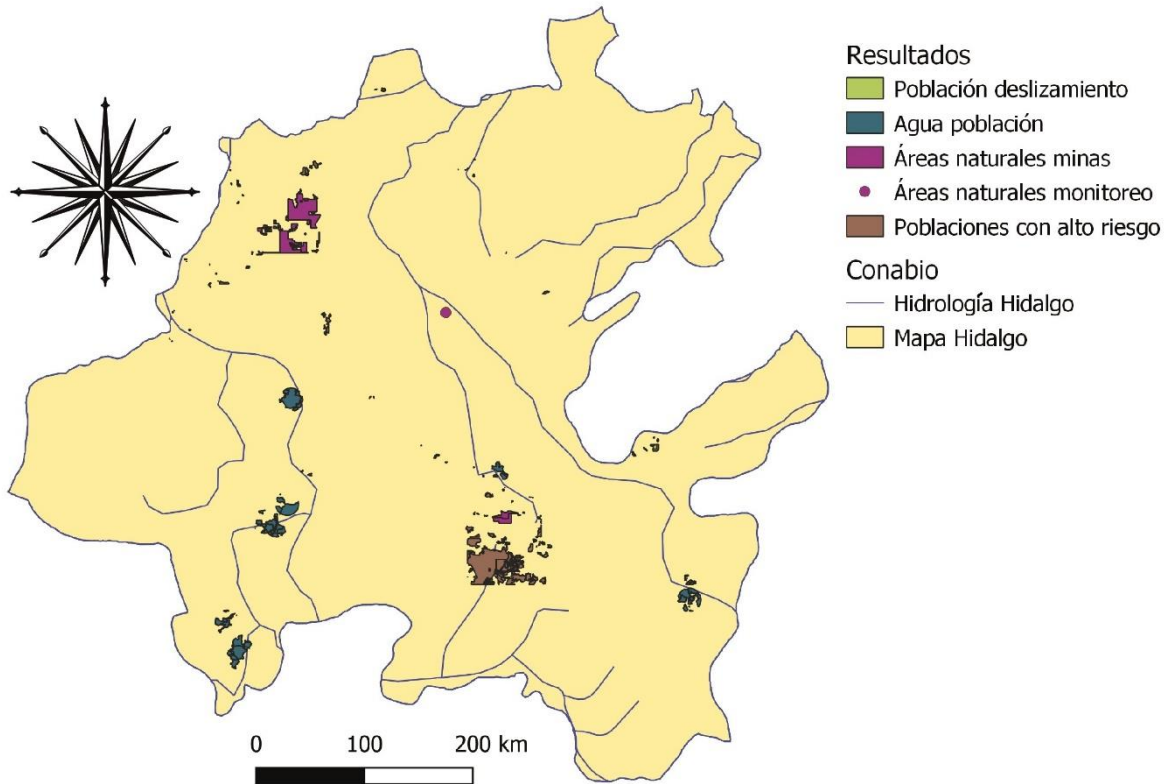 Resultados
Población deslizamiento
Agua población
Áreas naturales minas
Áreas naturales monitoreo
Poblaciones con alto riesgo
Conabio
Hidrología Hidalgo
Mapa Hidalgo
0 100 200 km